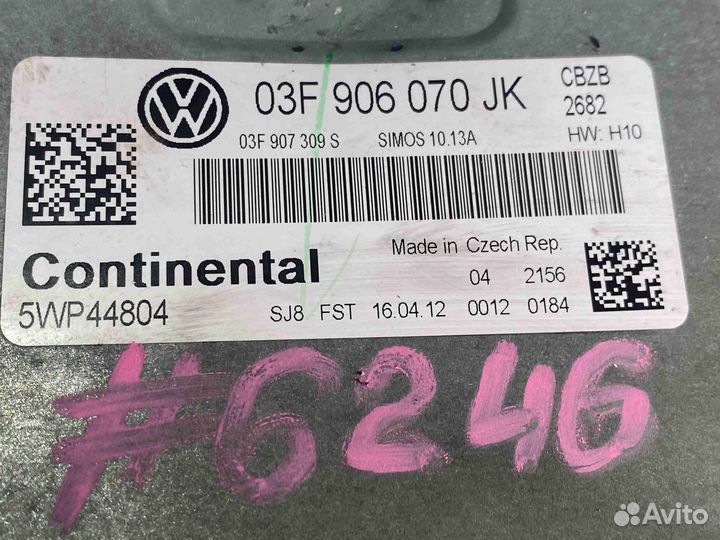 03F 906 070 JK
CBZB
2682
03F 907 309 S SIMOS 10.13A HW: H10
Continental
Made in Czech Rep.
04 2156
5WP44804
SJ8 FST 16.04.12 0012 0184
#6246
Avito